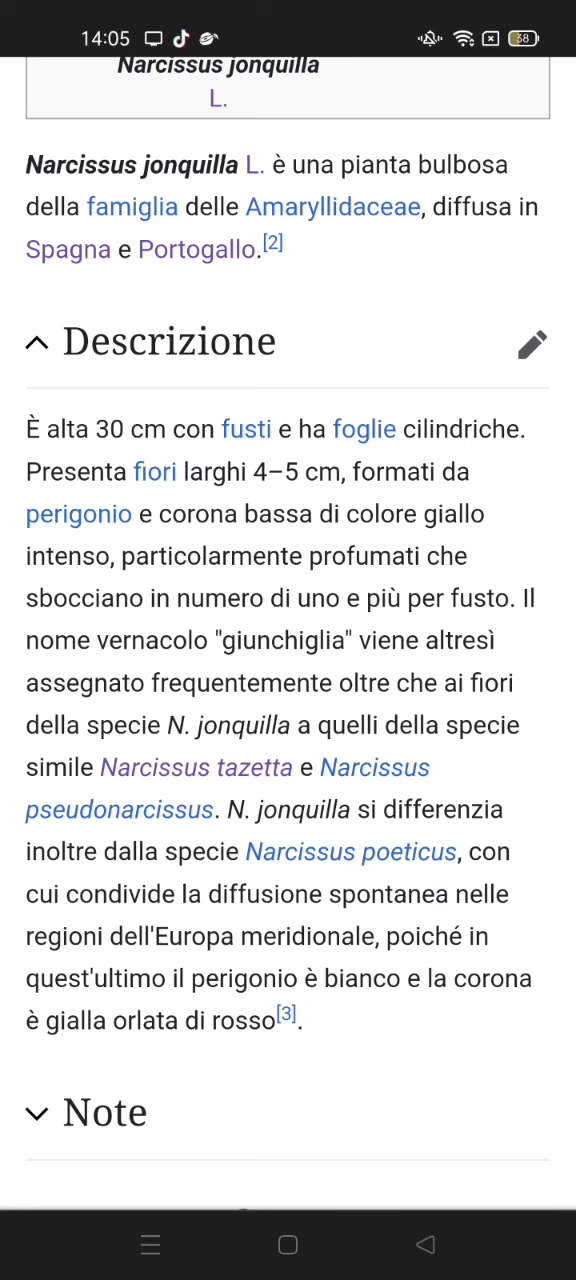 14:05
38
Narcissus jonquilla
L.
Narcissus jonquilla L. è una pianta bulbosa
della famiglia delle Amaryllidaceae, diffusa in
Spagna e Portogallo.[2]
Descrizione
È alta 30 cm con fusti e ha foglie cilindriche.
Presenta fiori larghi 4–5 cm, formati da
perigonio e corona bassa di colore giallo
intenso, particolarmente profumati che
sbocciano in numero di uno e più per fusto. Il
nome vernacolo "giunchiglia" viene altresì
assegnato frequentemente oltre che ai fiori
della specie N. jonquilla a quelli della specie
simile Narcissus tazetta e Narcissus
pseudonarcissus. N. jonquilla si differenzia
inoltre dalla specie Narcissus poeticus, con
cui condivide la diffusione spontanea nelle
regioni dell'Europa meridionale, poiché in
quest'ultimo il perigonio è bianco e la corona
è gialla orlata di rosso[3].
Note